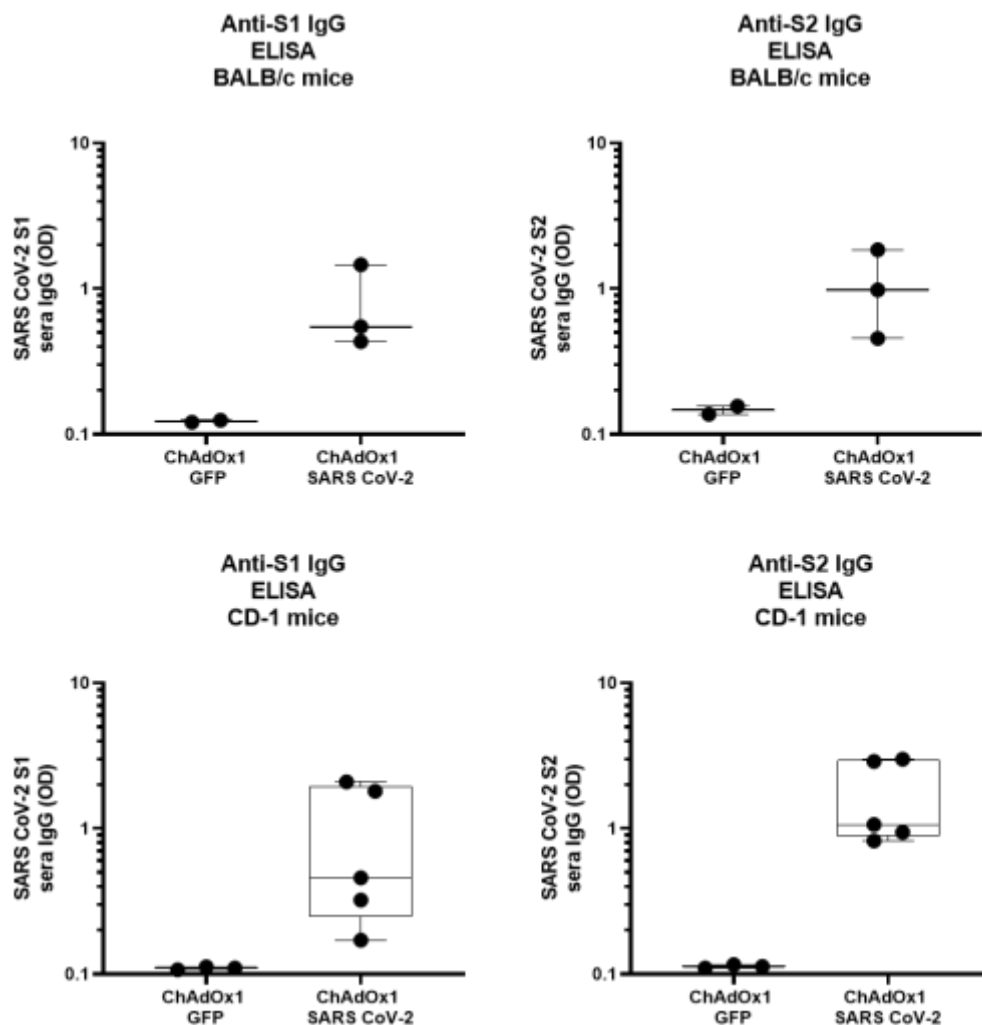 Anti-S1 IgG
ELISA
BALB/c mice
SARS CoV-2 S1
sera IgG (OD)
10
1
0.1
ChAdOx1
GFP
ChAdOx1
SARS CoV-2
Anti-S2 IgG
ELISA
BALB/c mice
SARS CoV-2 S2
sera IgG (OD)
10
1
0.1
ChAdOx1
GFP
ChAdOx1
SARS CoV-2
Anti-S1 IgG
ELISA
CD-1 mice
SARS CoV-2 S1
sera IgG (OD)
10
1
0.1
ChAdOx1
GFP
ChAdOx1
SARS CoV-2
Anti-S2 IgG
ELISA
CD-1 mice
SARS CoV-2 S2
sera IgG (OD)
10
1
0.1
ChAdOx1
GFP
ChAdOx1
SARS CoV-2